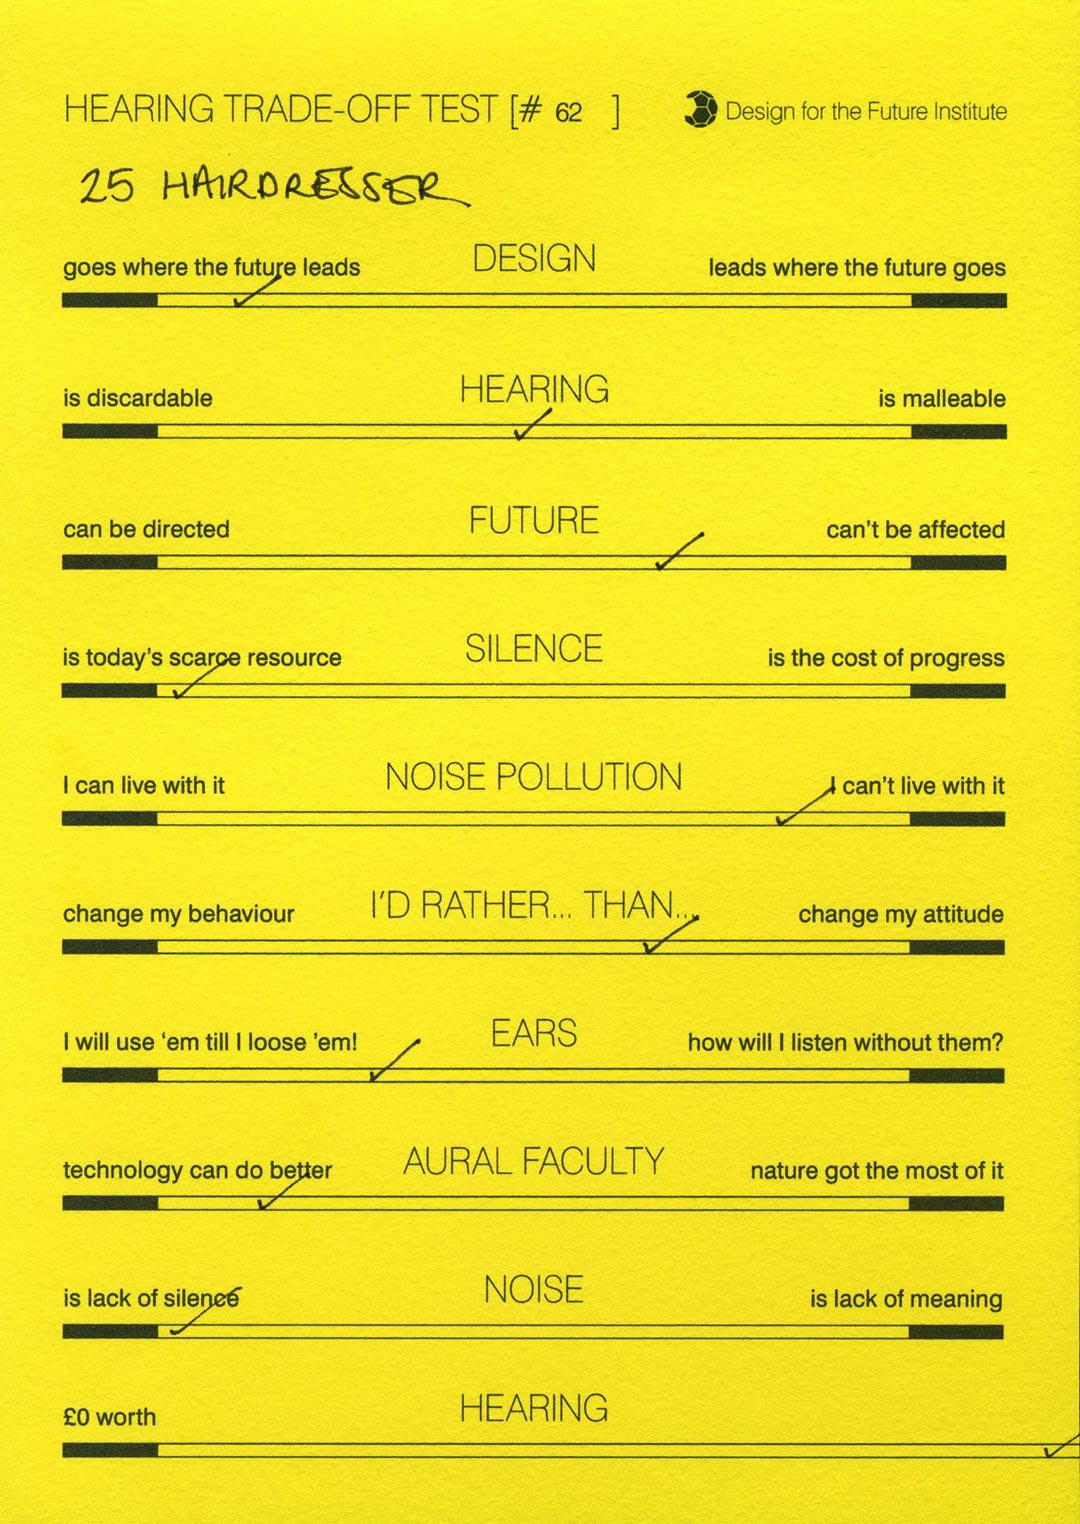 HEARING TRADE-OFF TEST [# 62 ]
Design for the Future Institute
25 HAIRDRESSER
DESIGN
goes where the future leads
leads where the future goes
HEARING
is discardable
is malleable
FUTURE
can be directed
can't be affected
SILENCE
is today's scarce resource
is the cost of progress
NOISE POLLUTION
I can live with it
I can't live with it
I'D RATHER... THAN...
change my behaviour
change my attitude
EARS
I will use 'em till I loose 'em!
how will I listen without them?
AURAL FACULTY
technology can do better
nature got the most of it
NOISE
is lack of silence
is lack of meaning
HEARING
£0 worth